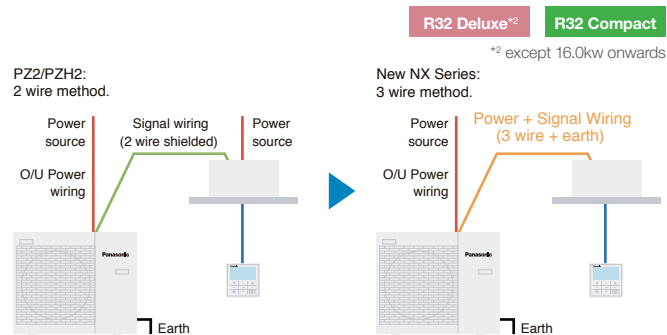 R32 Deluxe*2 R32 Compact
*2 except 16.0kw onwards
PZ2/PZH2:
2 wire method.
Power
source
Signal wiring
(2 wire shielded)
Power
source
O/U Power
wiring
Panasonic
Earth
New NX Series:
3 wire method.
Power
source
Power + Signal Wiring
(3 wire + earth)
O/U Power
wiring
Panasonic
Earth